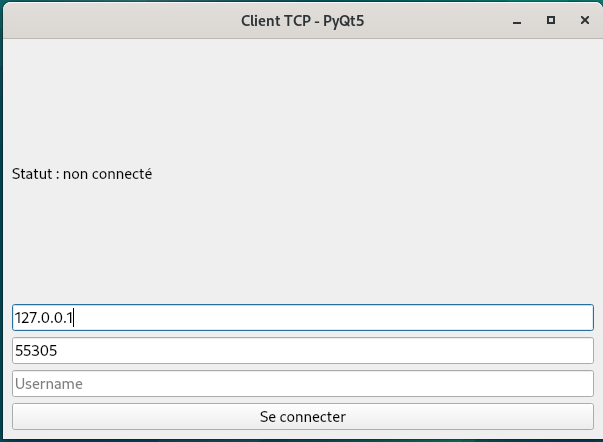 Client TCP - PyQt5
Statut : non connecté
127.0.0.1
55305
Username
Se connecter